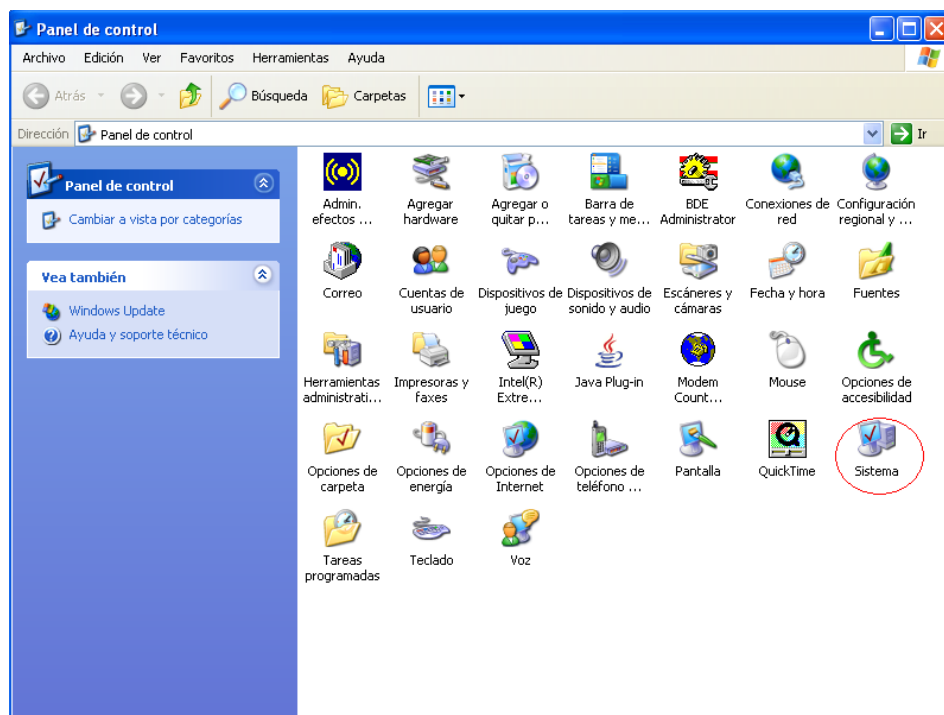 Panel de control
Archivo Edición Ver Favoritos Herramientas Ayuda
Atrás Búsqueda Carpetas
Dirección Panel de control Ir
Panel de control
Cambiar a vista por categorías
Vea también
Windows Update
Ayuda y soporte técnico
Admin. efectos ...
Agregar hardware
Agregar o quitar p...
Barra de tareas y me...
BDE Administrator
Conexiones de red
Configuración regional y ...
Correo
Cuentas de usuario
Dispositivos de juego
Dispositivos de sonido y audio
Escáneres y cámaras
Fecha y hora
Fuentes
Herramientas administrati...
Impresoras y faxes
Intel(R) Extre...
Java Plug-in
Modem Count...
Mouse
Opciones de accesibilidad
Opciones de carpeta
Opciones de energía
Opciones de Internet
Opciones de teléfono ...
Pantalla
QuickTime
Sistema
Tareas programadas
Teclado
Voz